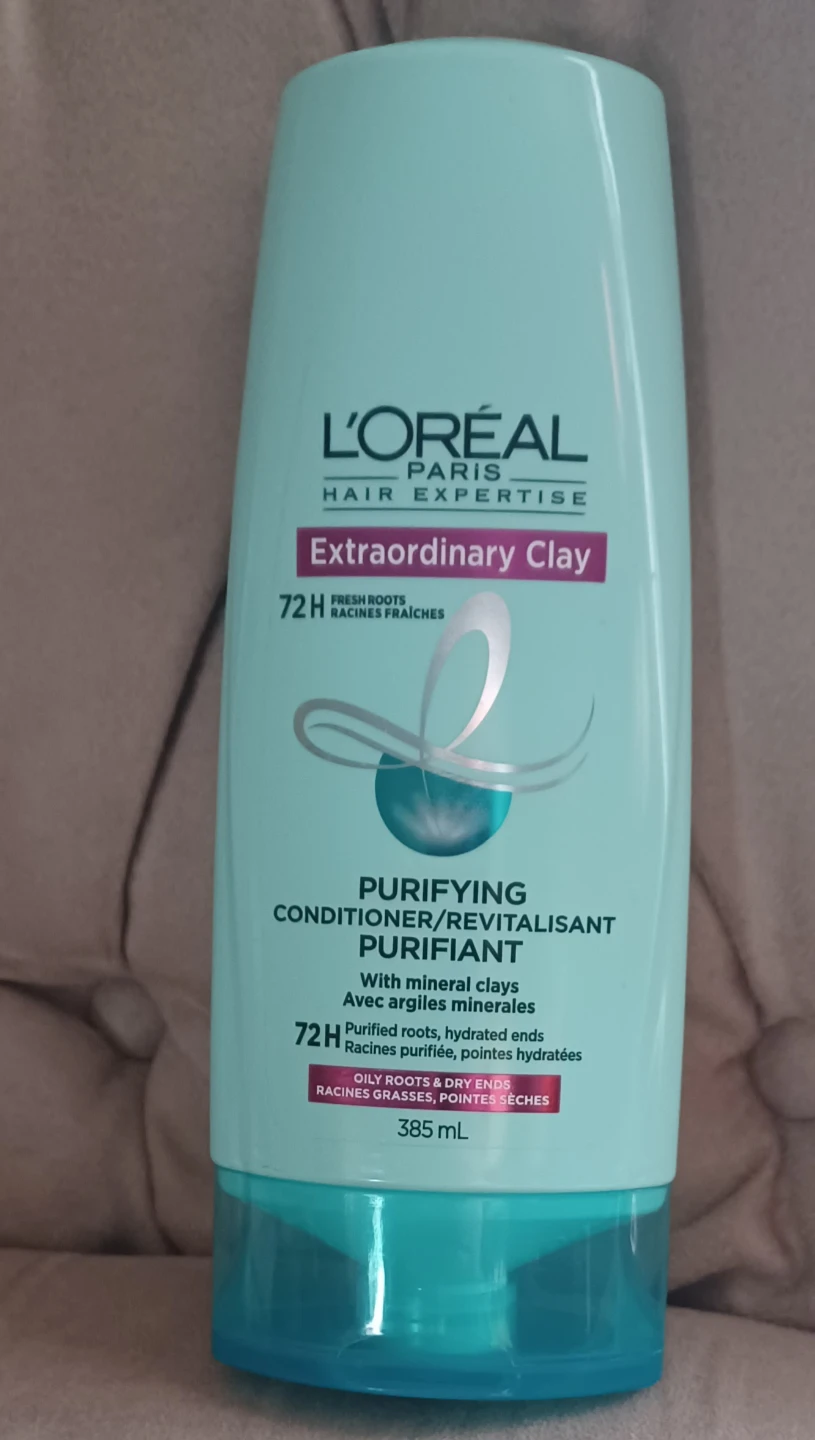 L'ORÉAL
PARIS
HAIR EXPERTISE
Extraordinary Clay
72H FRESH ROOTS
RACINES FRAÎCHES
PURIFYING
CONDITIONER/REVITALISANT
PURIFIANT
With mineral clays
Avec argiles minerales
72H Purified roots, hydrated ends
Racines purifiée, pointes hydratées
OILY ROOTS & DRY ENDS
RACINES GRASSES, POINTES SÈCHES
385 mL